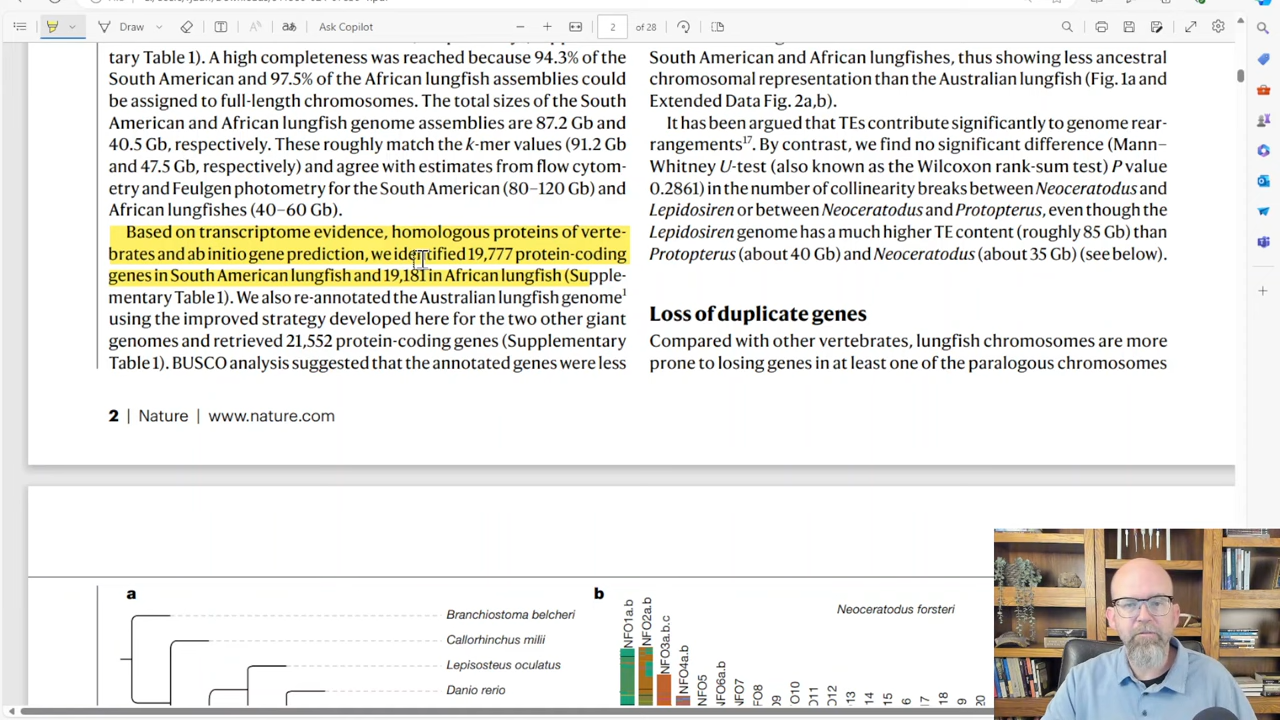 Draw
Ask Copilot
2
of 28
tary Table 1). A high completeness was reached because 94.3% of the
South American and 97.5% of the African lungfish assemblies could
be assigned to full-length chromosomes. The total sizes of the South
American and African lungfish genome assemblies are 87.2 Gb and
40.5 Gb, respectively. These roughly match the k-mer values (91.2 Gb
and 47.5 Gb, respectively) and agree with estimates from flow cytom-
etry and Feulgen photometry for the South American (80–120 Gb) and
African lungfishes (40–60 Gb).
Based on transcriptome evidence, homologous proteins of verte-
brates and ab initio gene prediction, we identified 19,777 protein-coding
genes in South American lungfish and 19,181 in African lungfish (Supple-
mentary Table 1). We also re-annotated the Australian lungfish genome1
using the improved strategy developed here for the two other giant
genomes and retrieved 21,552 protein-coding genes (Supplementary
Table 1). BUSCO analysis suggested that the annotated genes were less
South American and African lungfishes, thus showing less ancestral
chromosomal representation than the Australian lungfish (Fig. 1a and
Extended Data Fig. 2a,b).
It has been argued that TEs contribute significantly to genome rear-
rangements17. By contrast, we find no significant difference (Mann–
Whitney U-test (also known as the Wilcoxon rank-sum test) P value
0.2861) in the number of collinearity breaks between Neoceratodus and
Lepidosiren or between Neoceratodus and Protopterus, even though the
Lepidosiren genome has a much higher TE content (roughly 85 Gb) than
Protopterus (about 40 Gb) and Neoceratodus (about 35 Gb) (see below).
Loss of duplicate genes
Compared with other vertebrates, lungfish chromosomes are more
prone to losing genes in at least one of the paralogous chromosomes
2 | Nature | www.nature.com
a
Branchiostoma belcheri
Callorhinchus milii
Lepisosteus oculatus
Danio rerio
b
Neoceratodus forsteri
NFO1a.b
NFO2a.b
NFO3a.b.c
NFO4a.b
NFO5
NFO6a.b
NFO7